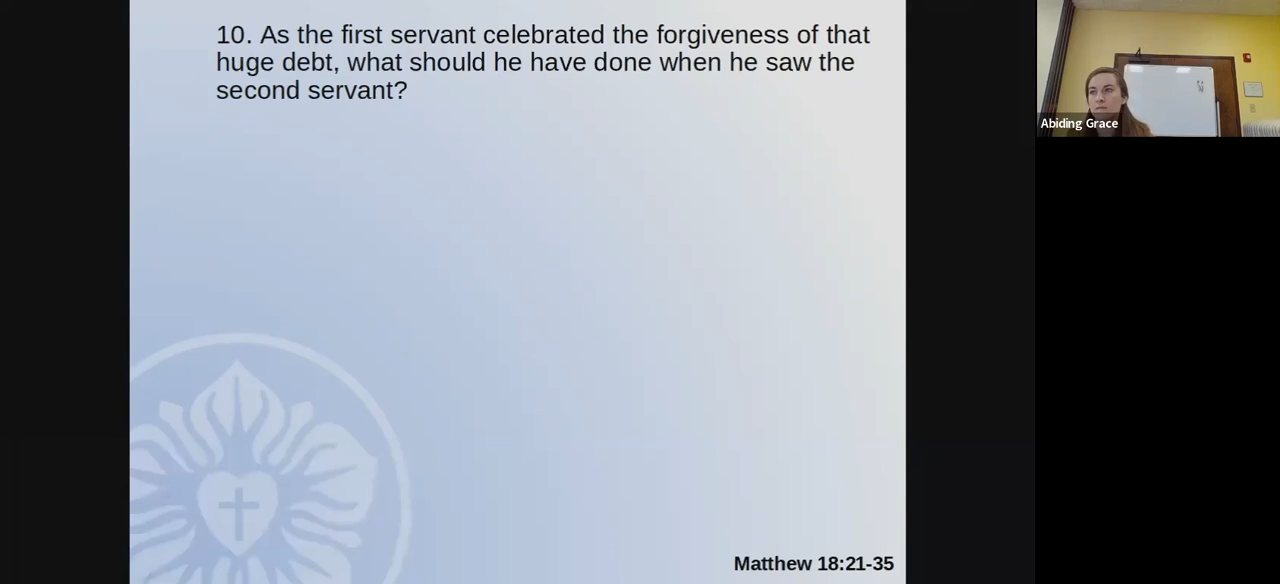 10. As the first servant celebrated the forgiveness of that
huge debt, what should he have done when he saw the
second servant?
Abiding Grace
Matthew 18:21-35